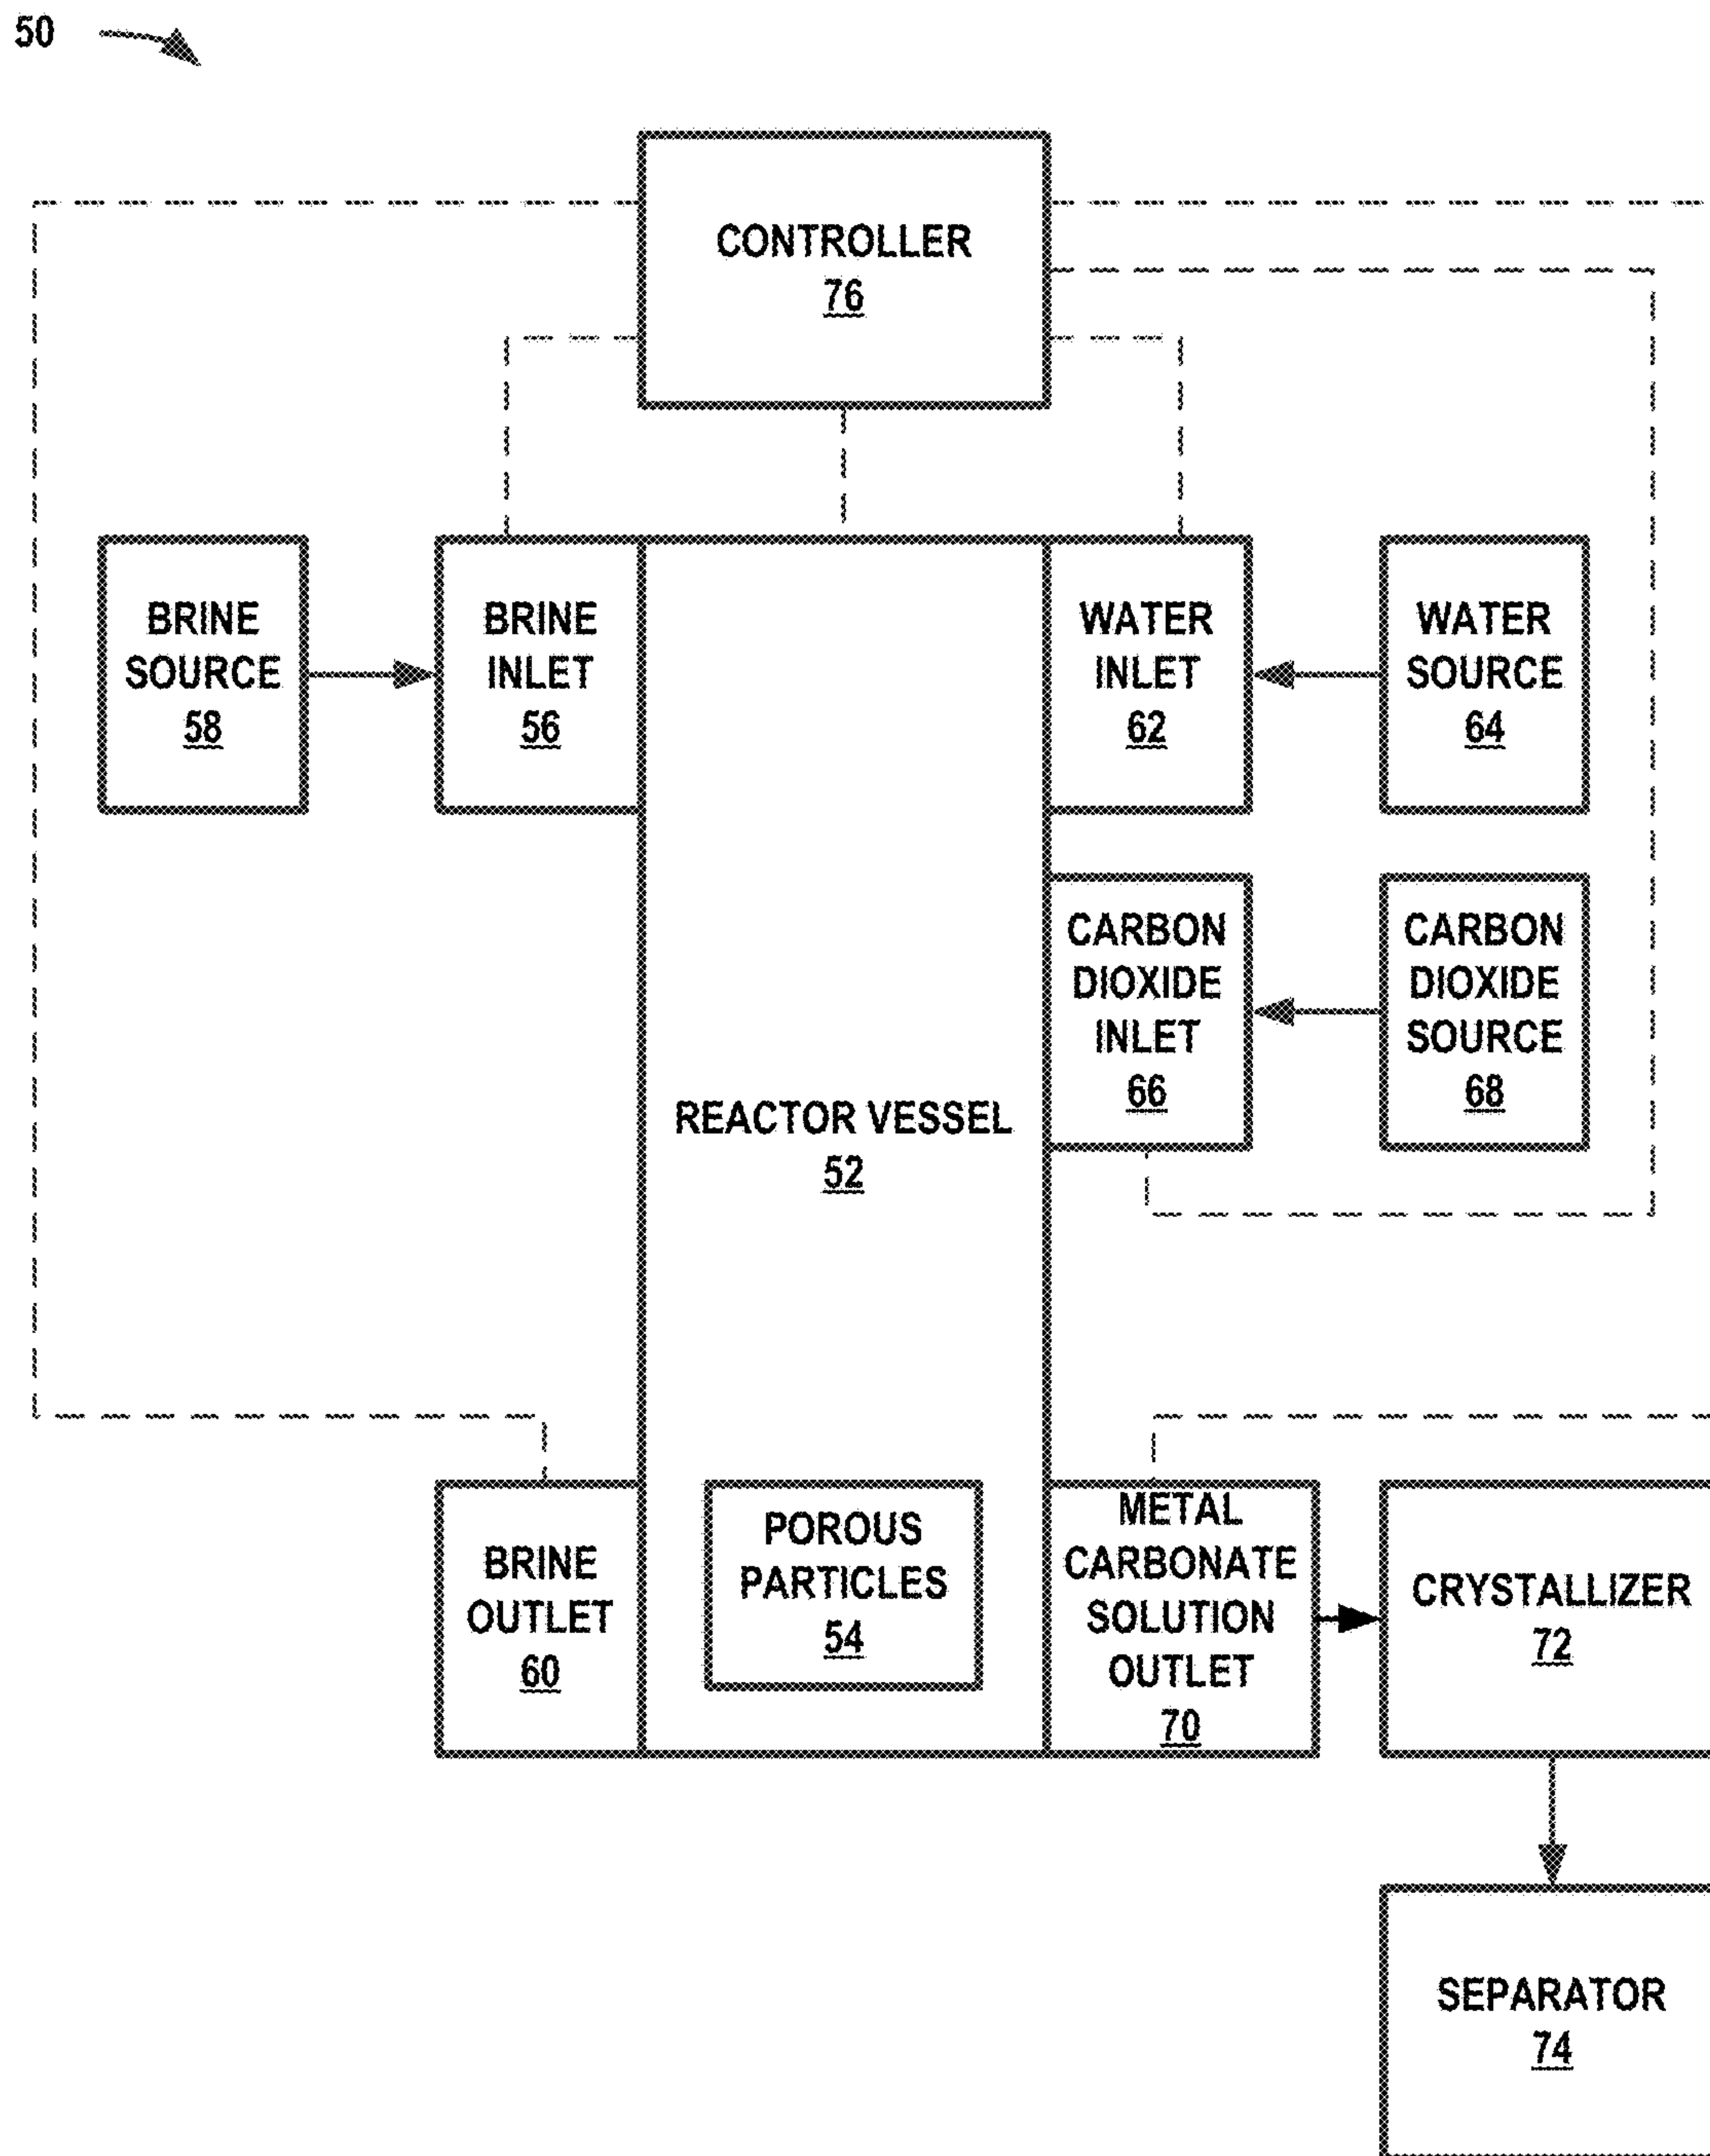 50
CONTROLLER
76
BRINE
SOURCE
58
BRINE
INLET
56
WATER
INLET
62
WATER
SOURCE
64
CARBON
DIOXIDE
INLET
66
CARBON
DIOXIDE
SOURCE
68
REACTOR VESSEL
52
BRINE
OUTLET
60
POROUS
PARTICLES
54
METAL
CARBONATE
SOLUTION
OUTLET
70
CRYSTALLIZER
72
SEPARATOR
74